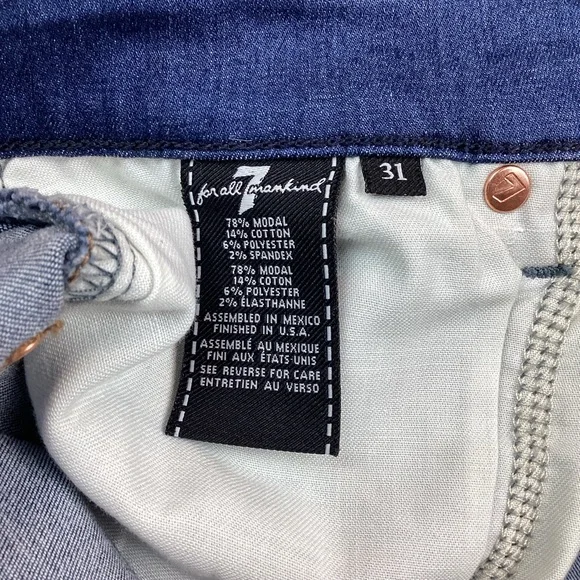 7
for all mankind
31
78% MODAL
14% COTTON
6% POLYESTER
2% SPANDEX
78% MODAL
14% COTON
6% POLYESTER
2% ÉLASTHANNE
ASSEMBLED IN MEXICO
FINISHED IN U.S.A.
ASSEMBLÉ AU MEXIQUE
FINI AUX ÉTATS-UNIS
SEE REVERSE FOR CARE
ENTRETIEN AU VERSO